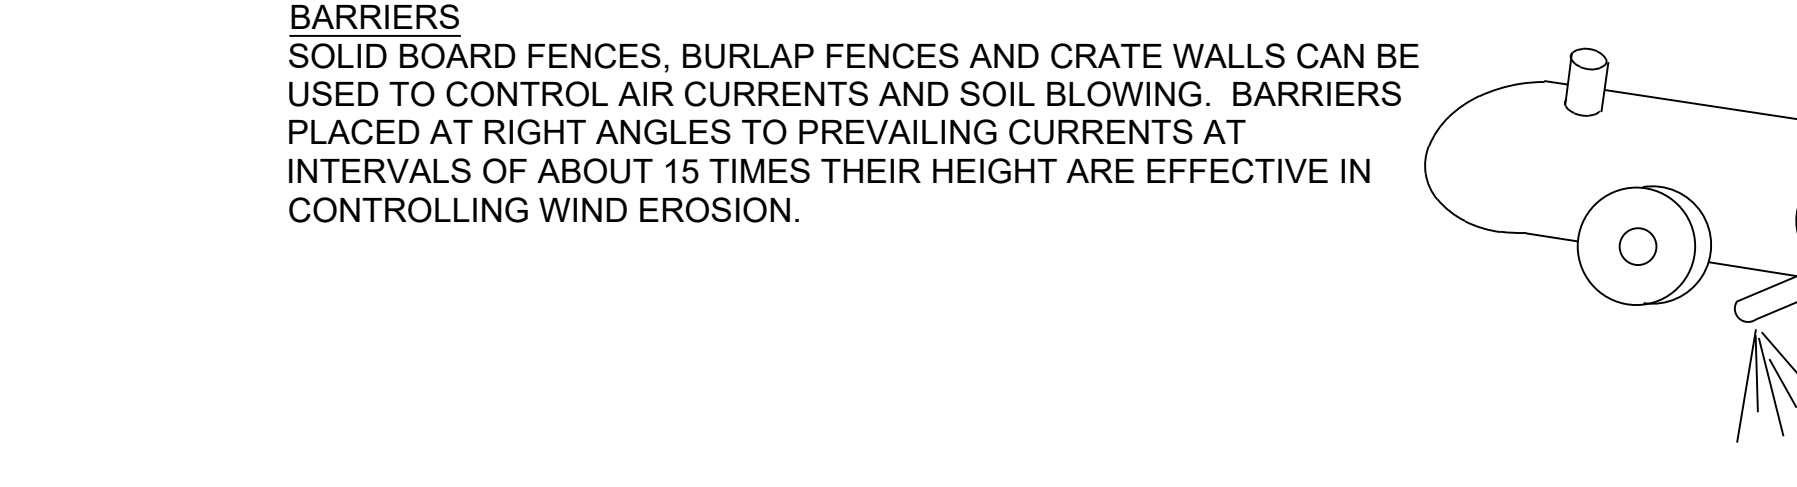 BARRIERS
SOLID BOARD FENCES, BURLAP FENCES AND CRATE WALLS CAN BE
USED TO CONTROL AIR CURRENTS AND SOIL BLOWING.  BARRIERS
PLACED AT RIGHT ANGLES TO PREVAILING CURRENTS AT
INTERVALS OF ABOUT 15 TIMES THEIR HEIGHT ARE EFFECTIVE IN
CONTROLLING WIND EROSION.